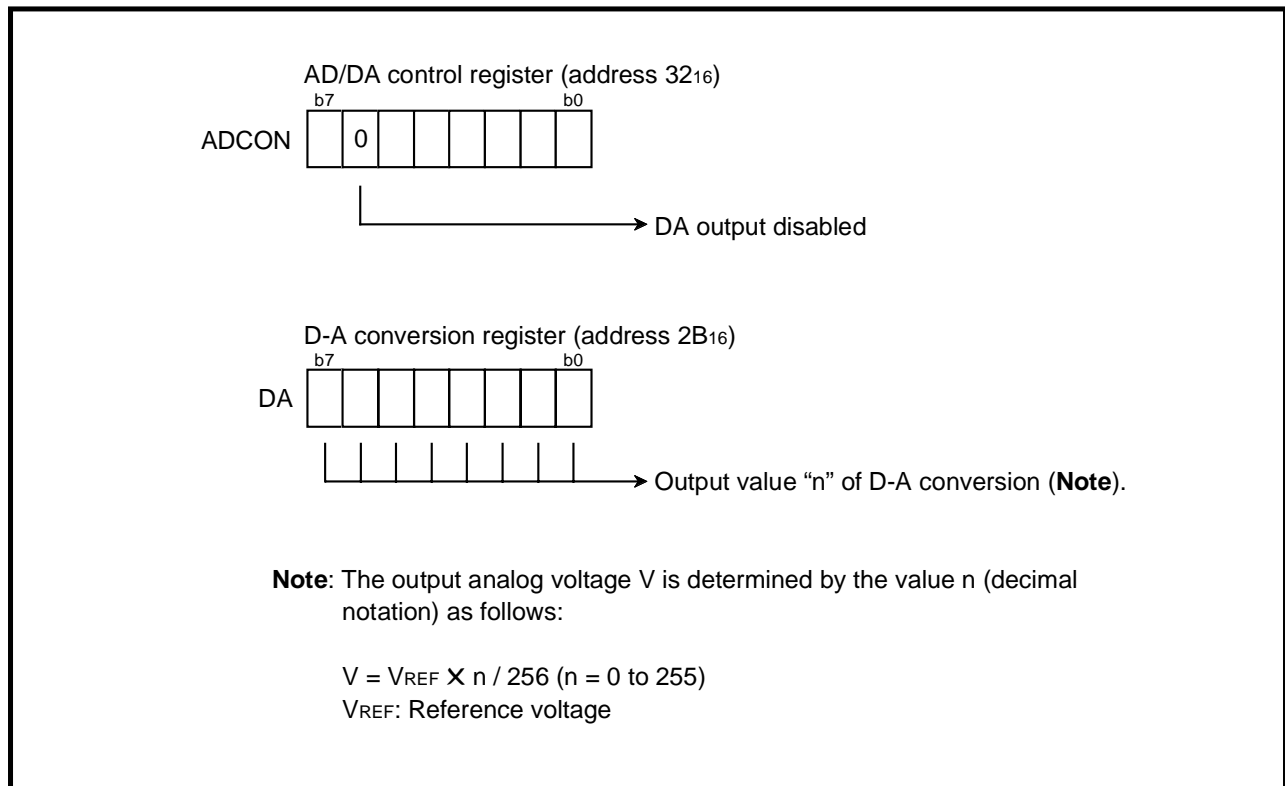 AD/DA control register (address 3216)
b7 b0
ADCON 0
DA output disabled
D-A conversion register (address 2B16)
b7 b0
DA
Output value “n” of D-A conversion (Note).
Note: The output analog voltage V is determined by the value n (decimal
notation) as follows:
V = VREF ✕ n / 256 (n = 0 to 255)
VREF: Reference voltage